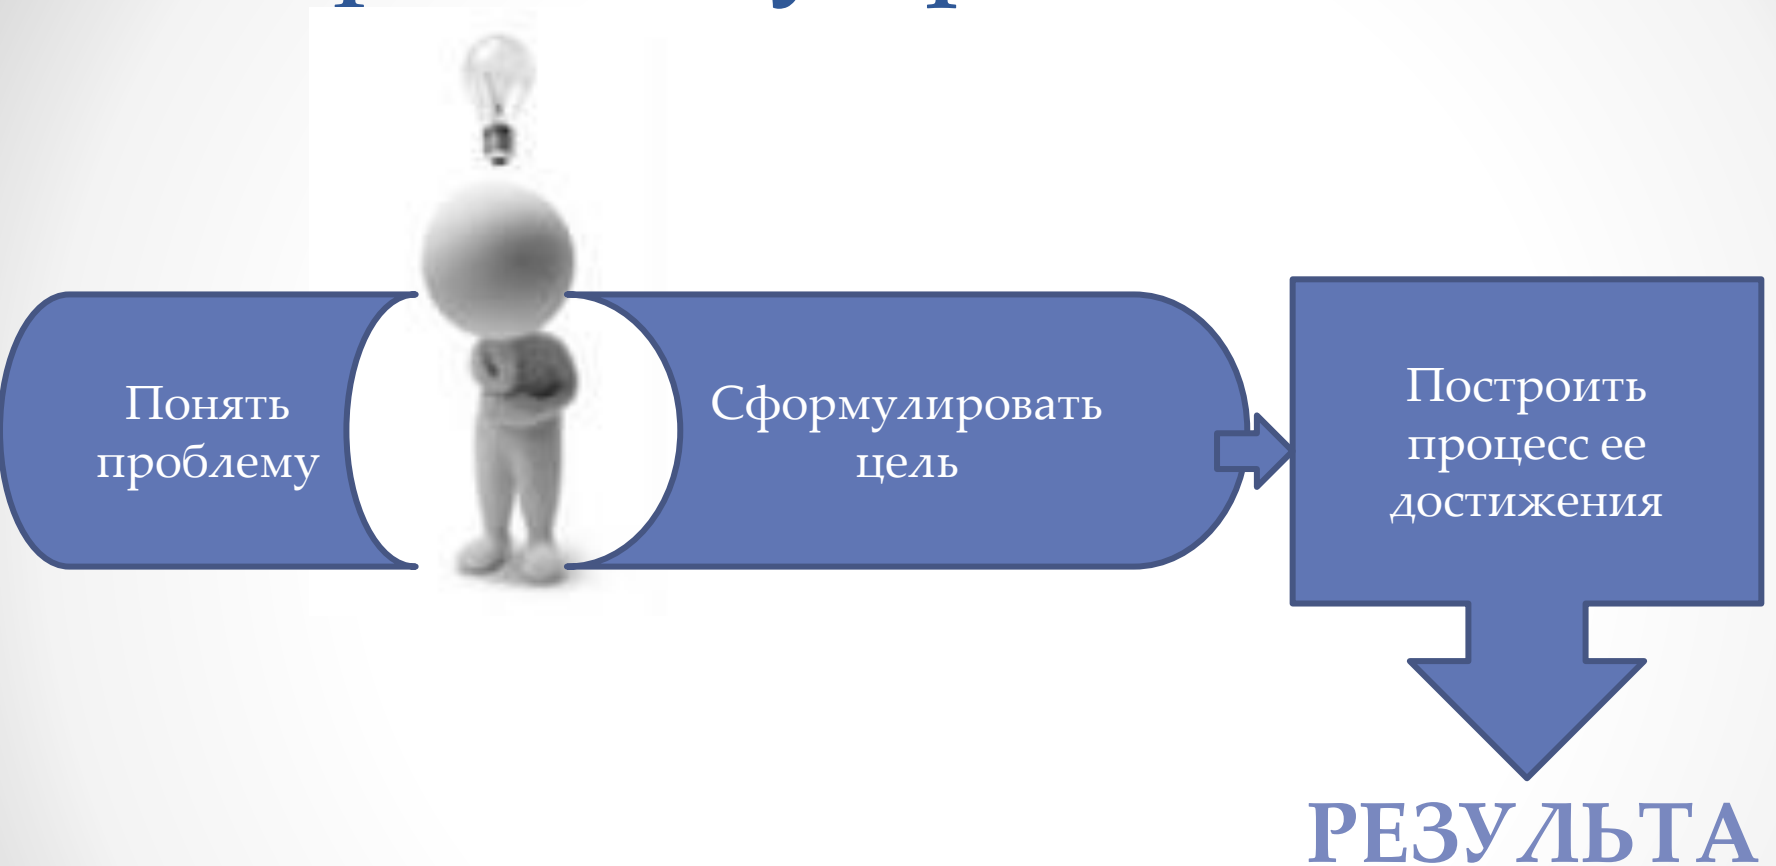 Понять
проблему
Сформулировать
цель
Построить
процесс ее
достижения
РЕЗУЛЬТА